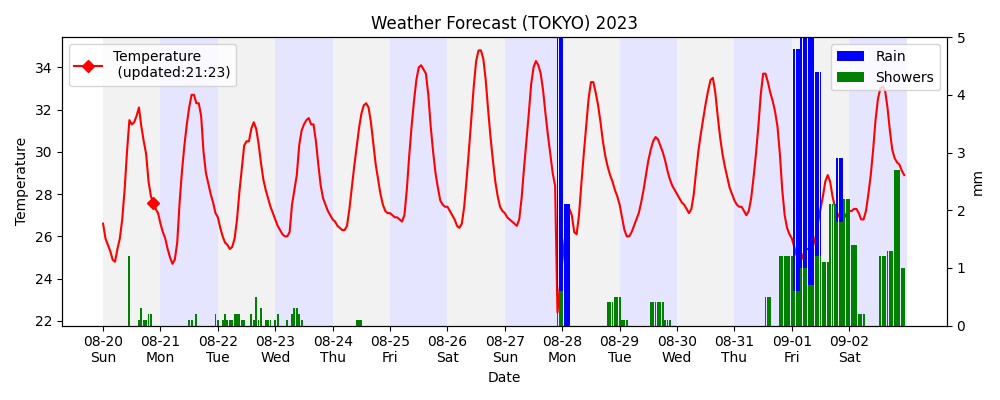 Weather Forecast (TOKYO) 2023
Temperature
(updated:21:23)
Rain
Showers
Temperature
34
32
30
28
26
24
22
5
4
3
2
1
0
mm
08-20 08-21 08-22 08-23 08-24 08-25 08-26 08-27 08-28 08-29 08-30 08-31 09-01 09-02
Sun Mon Tue Wed Thu Fri Sat Sun Mon Tue Wed Thu Fri Sat
Date